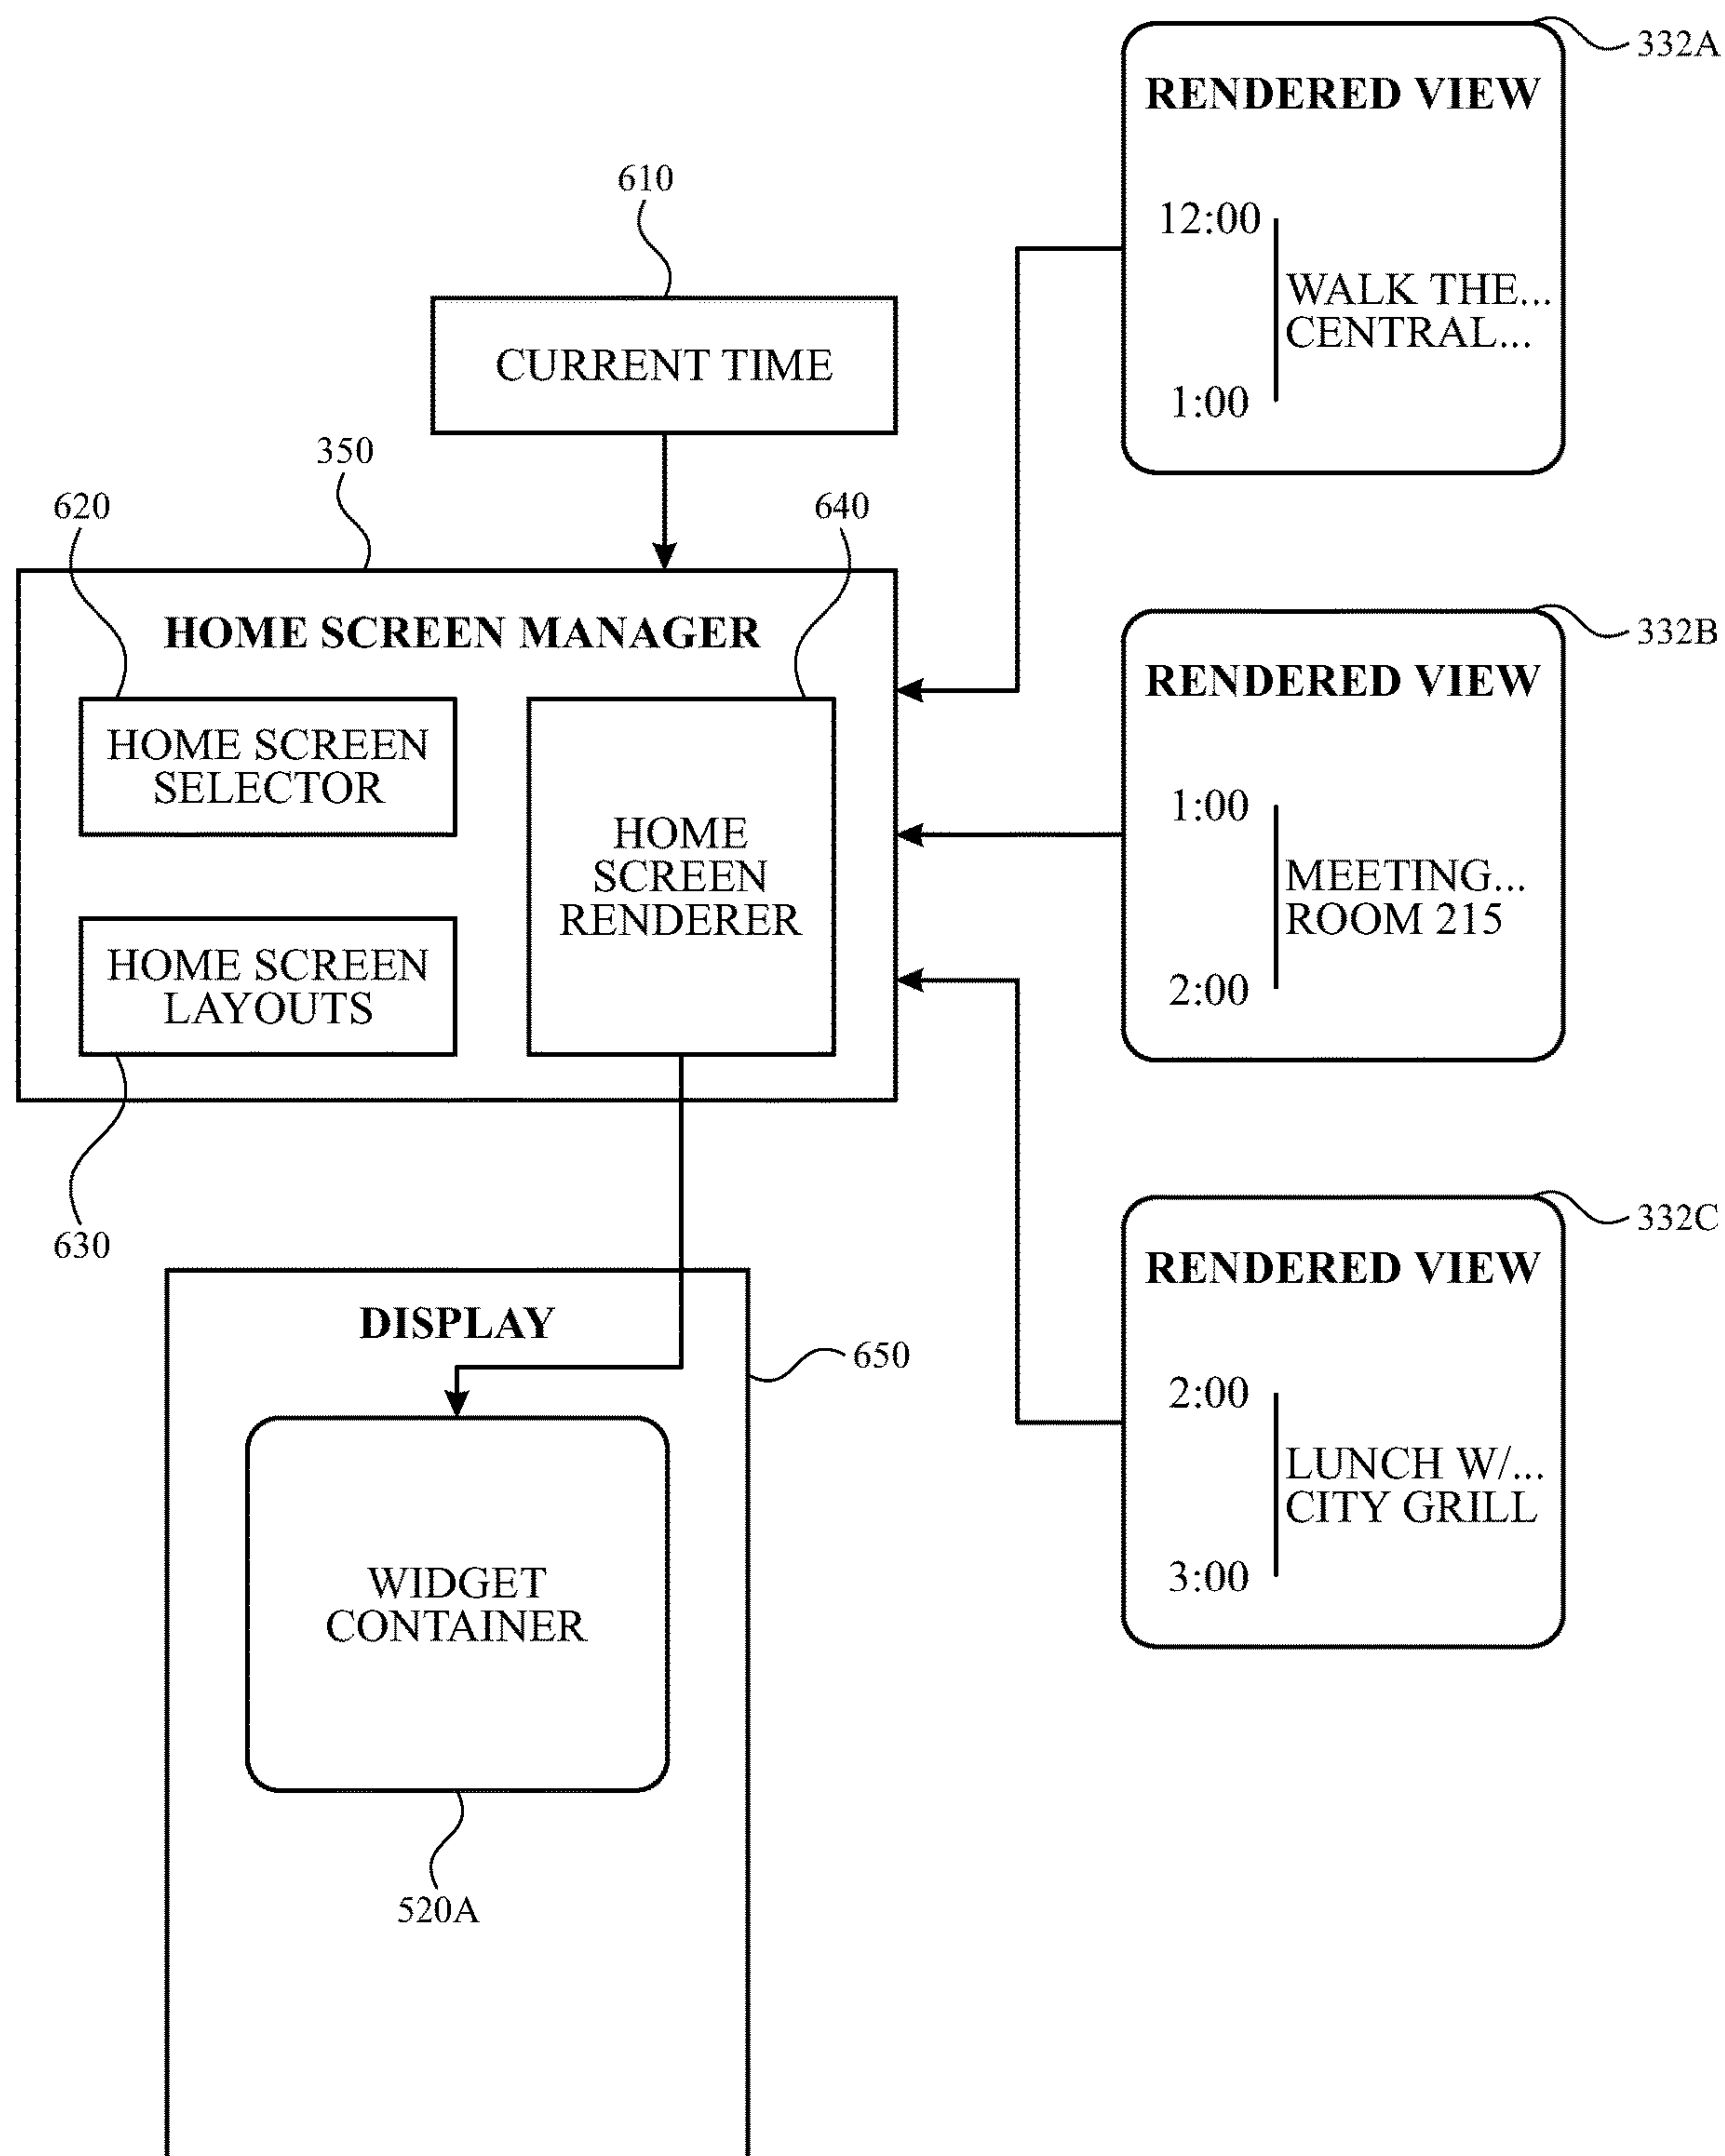 332A
RENDERED VIEW
12:00
WALK THE...
CENTRAL...
1:00
610
CURRENT TIME
350
620
640
HOME SCREEN MANAGER
HOME SCREEN
SELECTOR
HOME
SCREEN
RENDERER
HOME SCREEN
LAYOUTS
630
332B
RENDERED VIEW
1:00
MEETING...
ROOM 215
2:00
332C
RENDERED VIEW
2:00
LUNCH W/...
CITY GRILL
3:00
DISPLAY
650
WIDGET
CONTAINER
520A